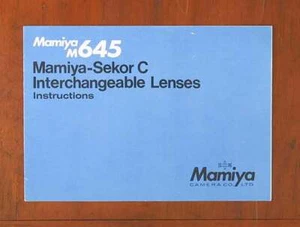 Mamiya
M645
Mamiya-Sekor C
Interchangeable Lenses
Instructions
Mamiya
CAMERA CO., LTD.